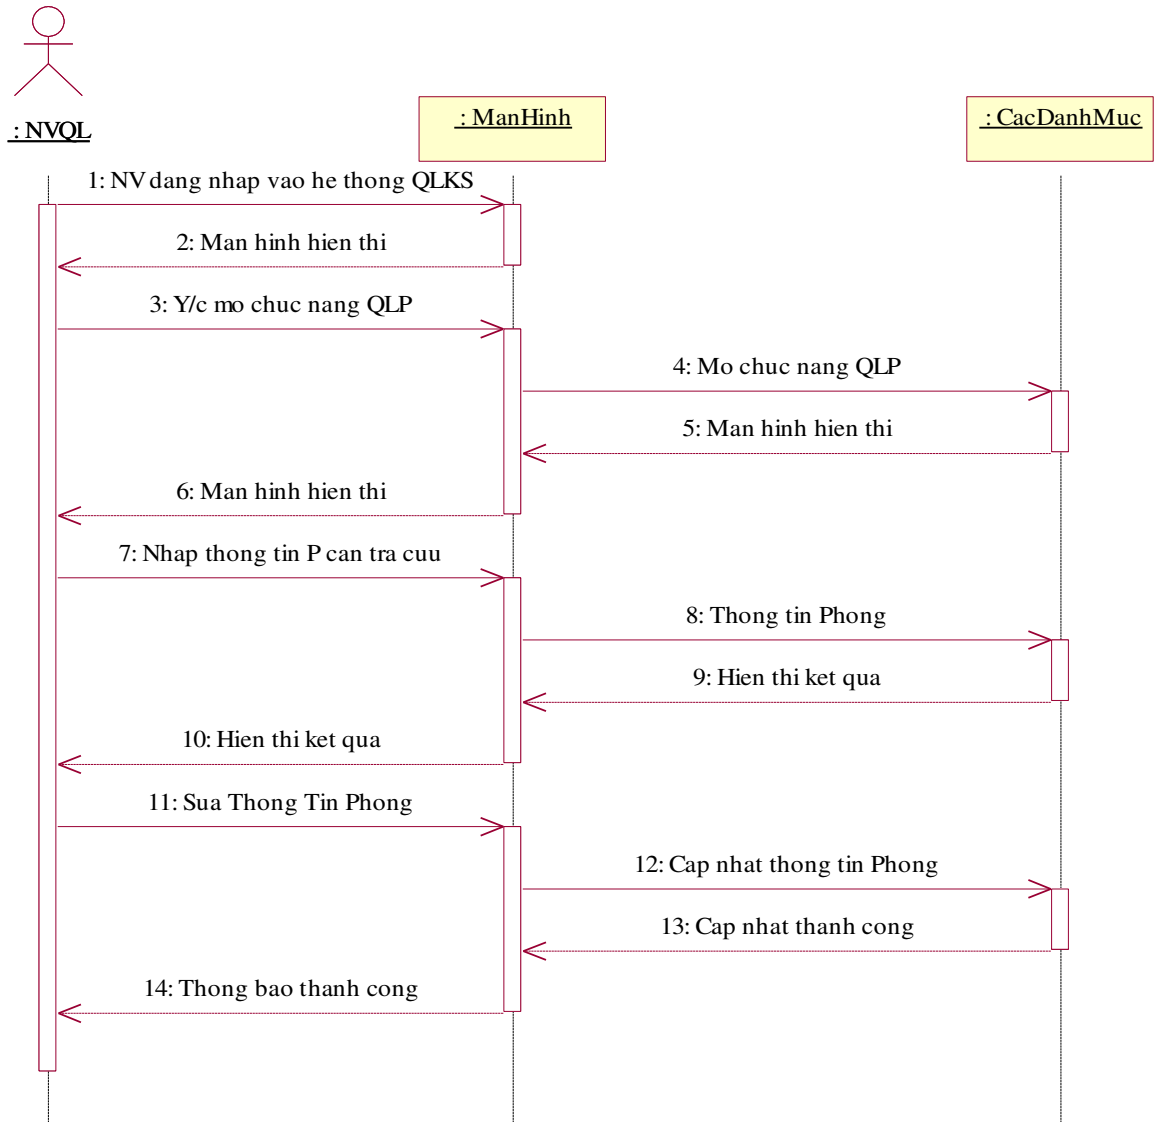 : NVQL
: ManHinh
: CacDanhMuc
1: NV dang nhap vao he thong QLKS
2: Man hinh hien thi
3: Y/c mo chuc nang QLP
4: Mo chuc nang QLP
5: Man hinh hien thi
6: Man hinh hien thi
7: Nhap thong tin P can tra cuu
8: Thong tin Phong
9: Hien thi ket qua
10: Hien thi ket qua
11: Sua Thong Tin Phong
12: Cap nhat thong tin Phong
13: Cap nhat thanh cong
14: Thong bao thanh cong